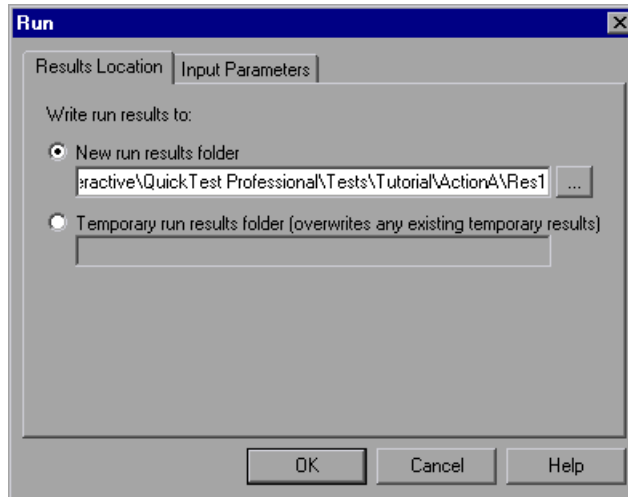 Run
Results Location Input Parameters
Write run results to:
New run results folder
eractive\QuickTest Professional\Tests\Tutorial\ActionA\Res1 ...
Temporary run results folder (overwrites any existing temporary results)
OK Cancel Help